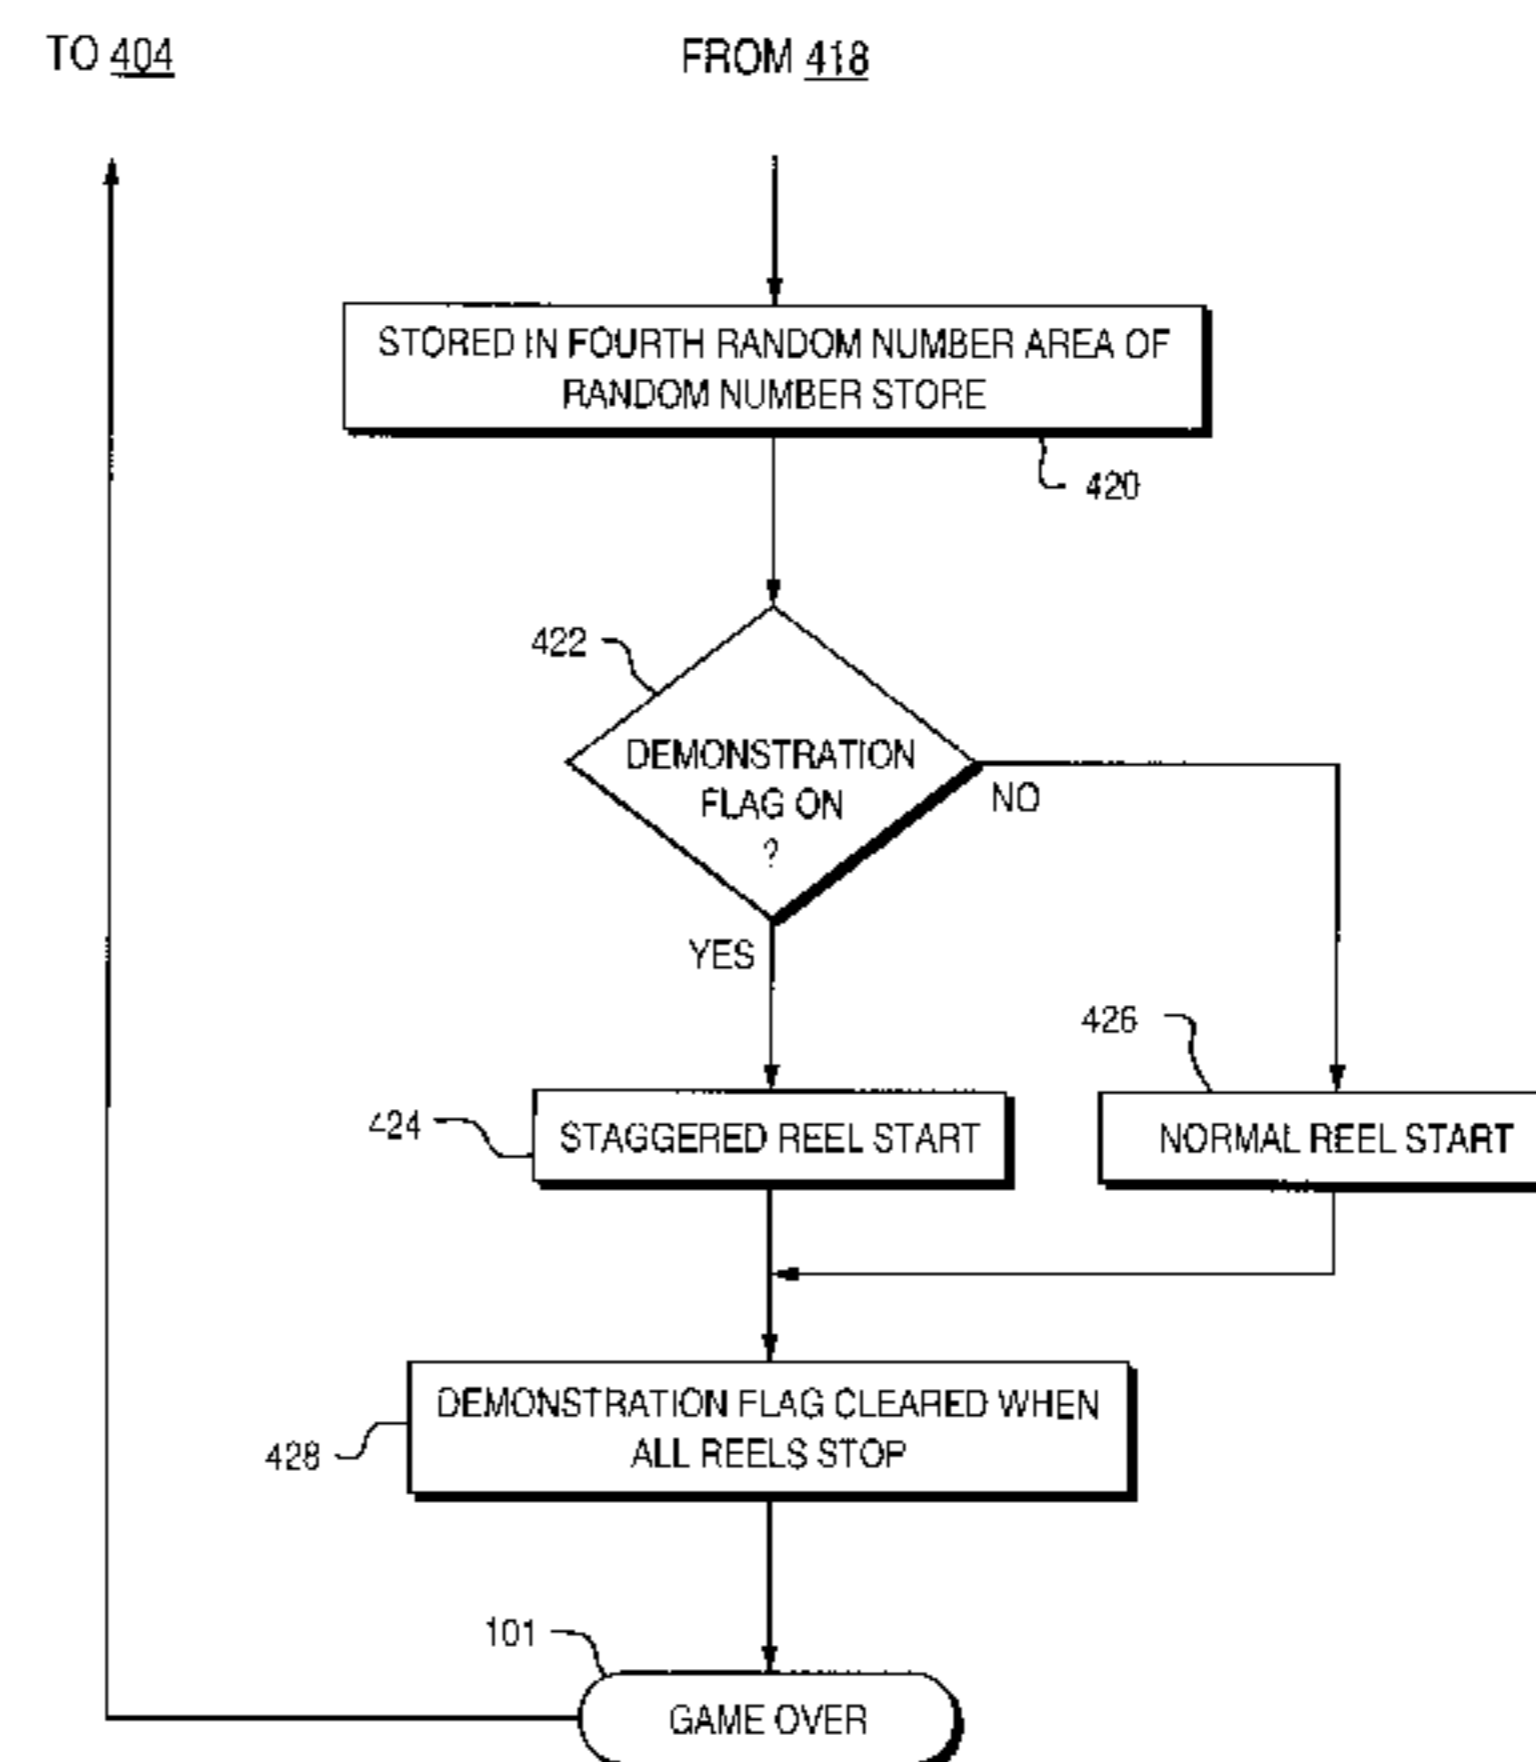 TO 404
FROM 418
STORED IN FOURTH RANDOM NUMBER AREA OF
RANDOM NUMBER STORE
420
422
DEMONSTRATION
FLAG ON
?
NO
YES
426
424
STAGGERED REEL START
NORMAL REEL START
DEMONSTRATION FLAG CLEARED WHEN
ALL REELS STOP
428
101
GAME OVER